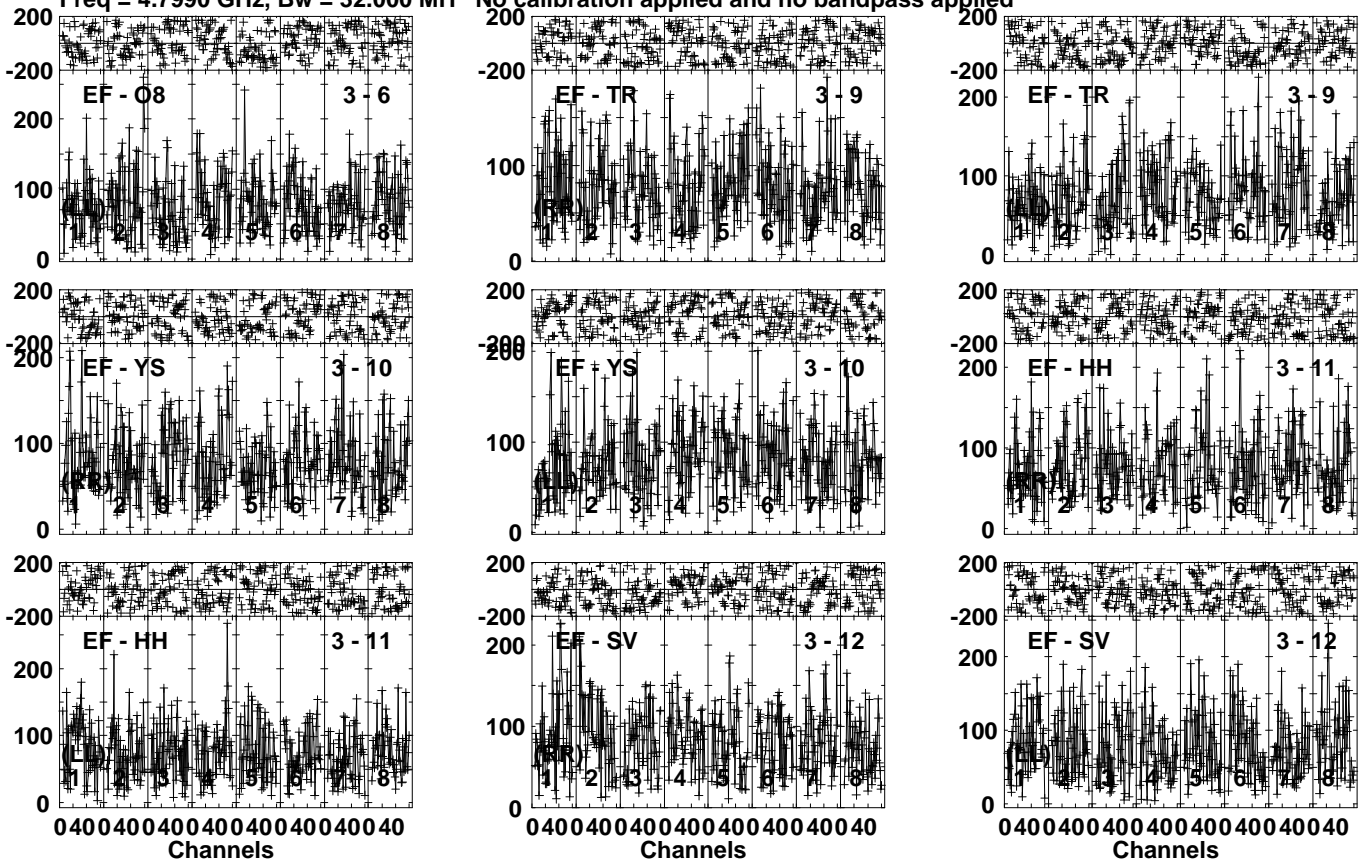 Freq = 4.7990 GHz, Bw = 32.000 MH No calibration applied and no bandpass applied
200 200 200
-200 -200 -200
EF - O8 3 - 6 EF - TR 3 - 9 EF - TR 3 - 9
200 200 200
100 100 100
(LL) (RR) (LL)
1 2 3 4 5 6 7 8 1 2 3 4 5 6 7 8 1 2 3 4 5 6 7 8
0 0 0
200 200 200
-200 -200 -200
200 200
EF - YS 3 - 10 EF - YS 3 - 10 EF - HH 3 - 11
200
100 100 100
(RR) (LL) (RR)
1 2 3 4 5 6 7 8 1 2 3 4 5 6 7 8 1 2 3 4 5 6 7 8
0 0 0
200 200 200
-200 -200 -200
EF - HH 3 - 11 EF - SV 3 - 12 EF - SV 3 - 12
200 200 200
100 100 100
(LL) (RR) (LL)
1 2 3 4 5 6 7 8 1 2 3 4 5 6 7 8 1 2 3 4 5 6 7 8
0 0 0
0 40 0 40 0 40 0 40 0 40 0 40 0 40 0 40 0 40 0 40 0 40 0 40 0 40 0 40 0 40 0 40 0 40 0 40 0 40 0 40 0 40 0 40 0 40 0 40
Channels Channels Channels